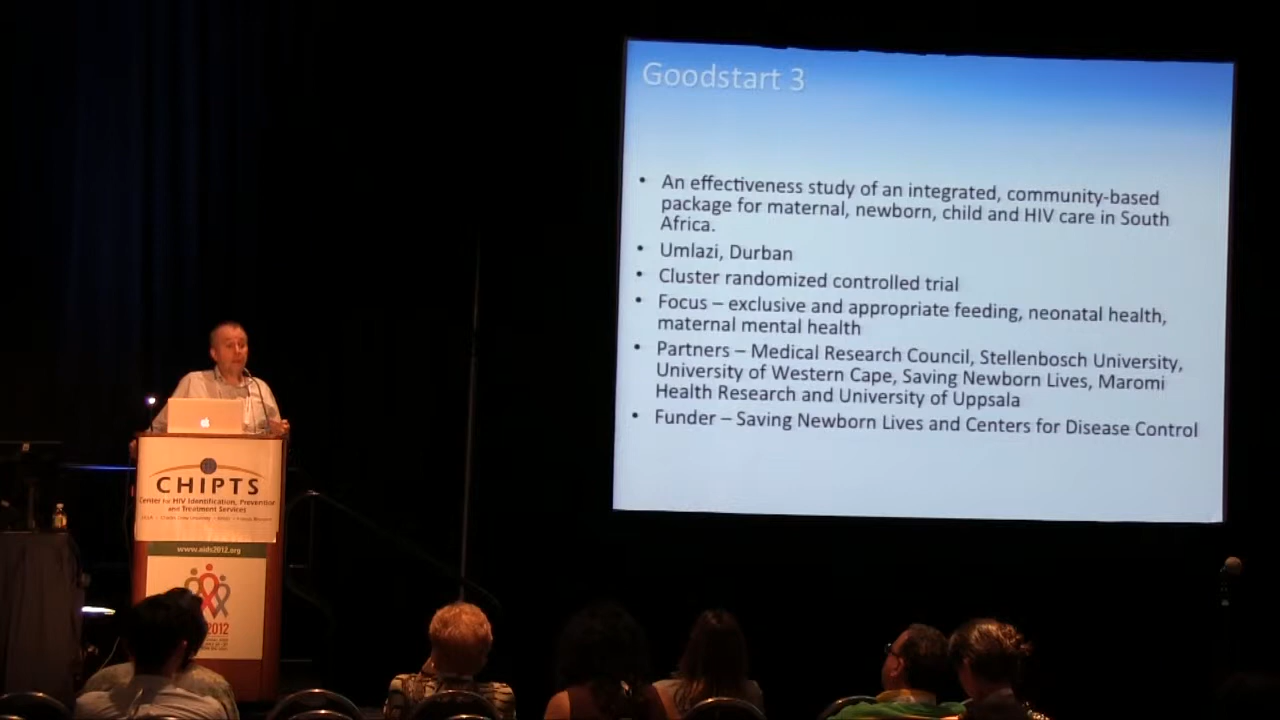 Goodstart 3
• An effectiveness study of an integrated, community-based
package for maternal, newborn, child and HIV care in South
Africa.
• Umlazi, Durban
• Cluster randomized controlled trial
• Focus – exclusive and appropriate feeding, neonatal health,
maternal mental health
• Partners – Medical Research Council, Stellenbosch University,
University of Western Cape, Saving Newborn Lives, Maromi
Health Research and University of Uppsala
• Funder – Saving Newborn Lives and Centers for Disease Control
CHIPTS
Center for HIV Identification, Prevention
and Treatment Services
www.aids2012.org
2012